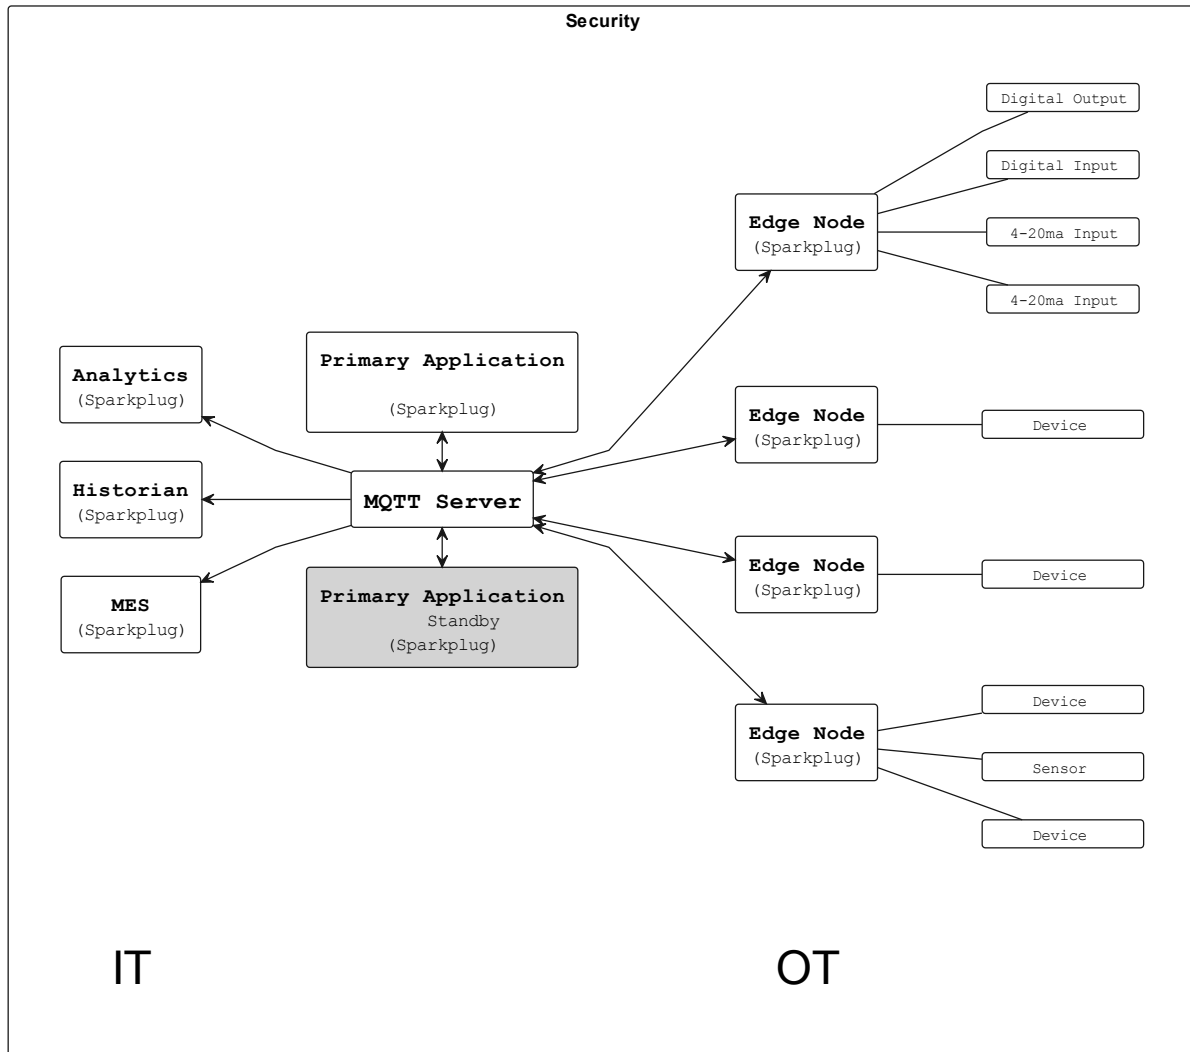 Security
Digital Output
Digital Input
Edge Node
(Sparkplug)
4-20ma Input
4-20ma Input
Analytics
(Sparkplug)
Primary Application
(Sparkplug)
Edge Node
(Sparkplug)
Device
Historian
(Sparkplug)
MQTT Server
MES
(Sparkplug)
Primary Application
Standby
(Sparkplug)
Edge Node
(Sparkplug)
Device
Edge Node
(Sparkplug)
Device
Sensor
Device
IT
OT